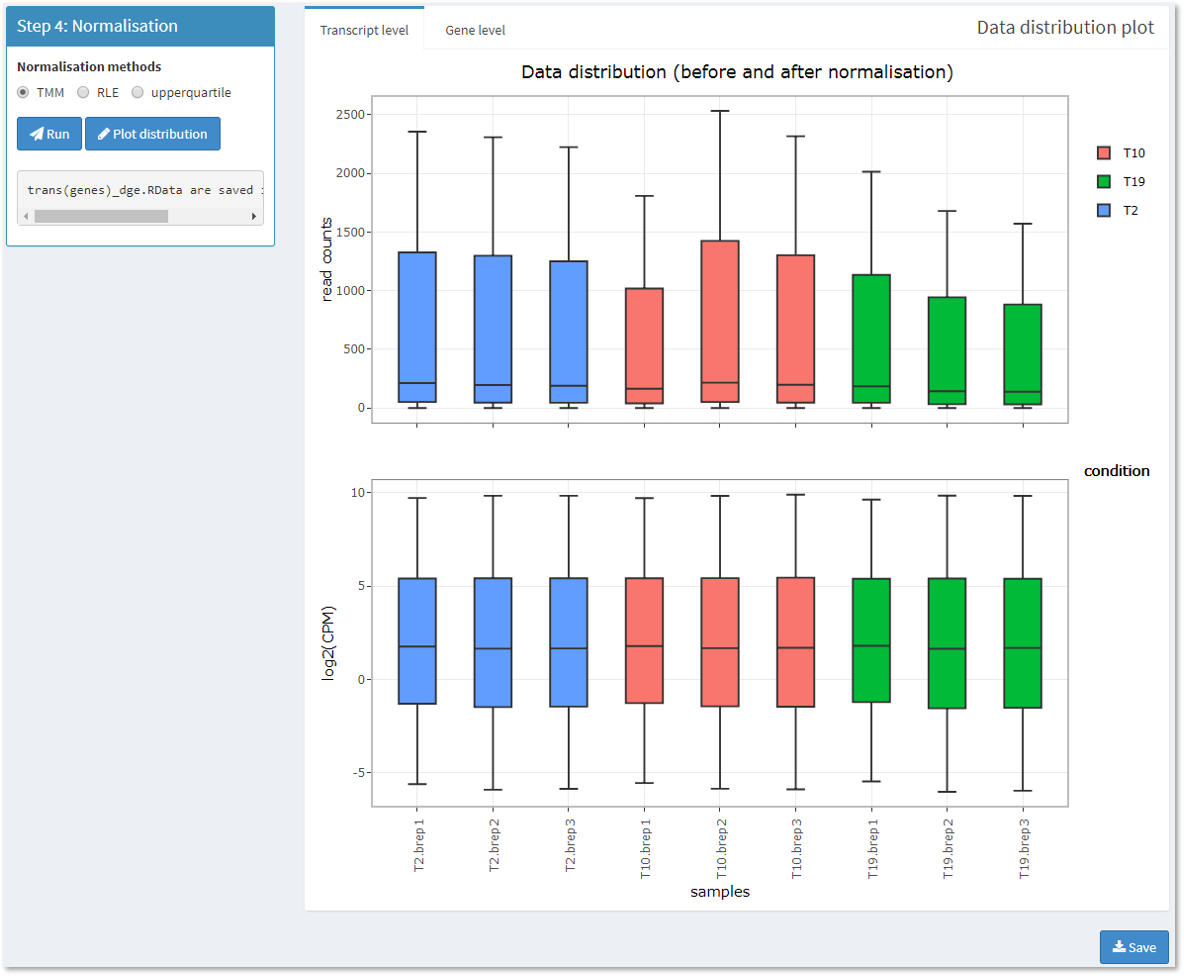 Step 4: Normalisation
Normalisation methods
TMM RLE upperquartile
Run Plot distribution
trans(genes)_dge.RData are saved
Transcript level Gene level Data distribution plot
Data distribution (before and after normalisation)
2500
2000
1500
1000
500
0
read counts
T10
T19
T2
condition
10
5
0
-5
log2(CPM)
T2.brep1
T2.brep2
T2.brep3
T10.brep1
T10.brep2
T10.brep3
T19.brep1
T19.brep2
T19.brep3
samples
Save